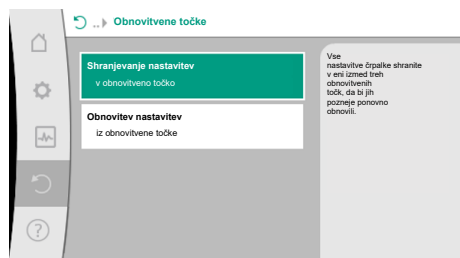 ... Obnovitvene točke
Shranjevanje nastavitev
v obnovitveno točko
Obnovitev nastavitev
iz obnovitvene točke
Vse
nastavitve črpalke shranite
v eni izmed treh
obnovitvenih
točk, da bi jih
pozneje ponovno
obnovili.
?